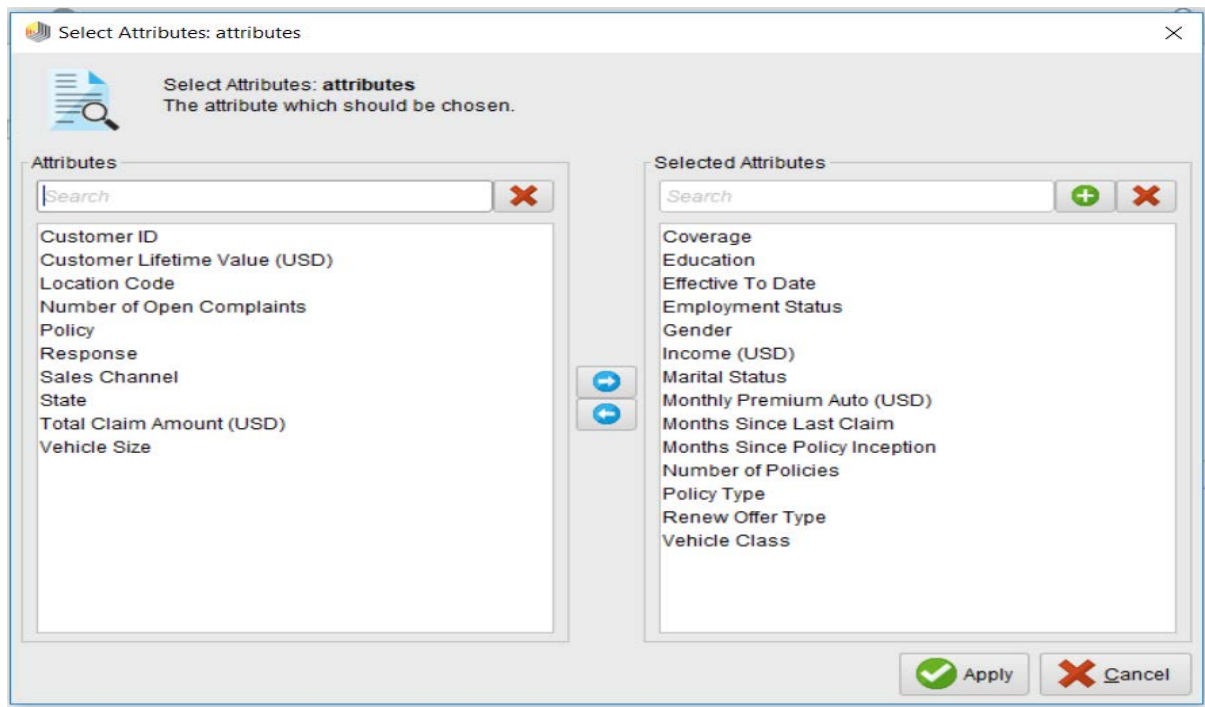 Select Attributes: attributes
Select Attributes: attributes
The attribute which should be chosen.
Attributes
Search
Customer ID
Customer Lifetime Value (USD)
Location Code
Number of Open Complaints
Policy
Response
Sales Channel
State
Total Claim Amount (USD)
Vehicle Size
Selected Attributes
Search
Coverage
Education
Effective To Date
Employment Status
Gender
Income (USD)
Marital Status
Monthly Premium Auto (USD)
Months Since Last Claim
Months Since Policy Inception
Number of Policies
Policy Type
Renew Offer Type
Vehicle Class
Apply
Cancel